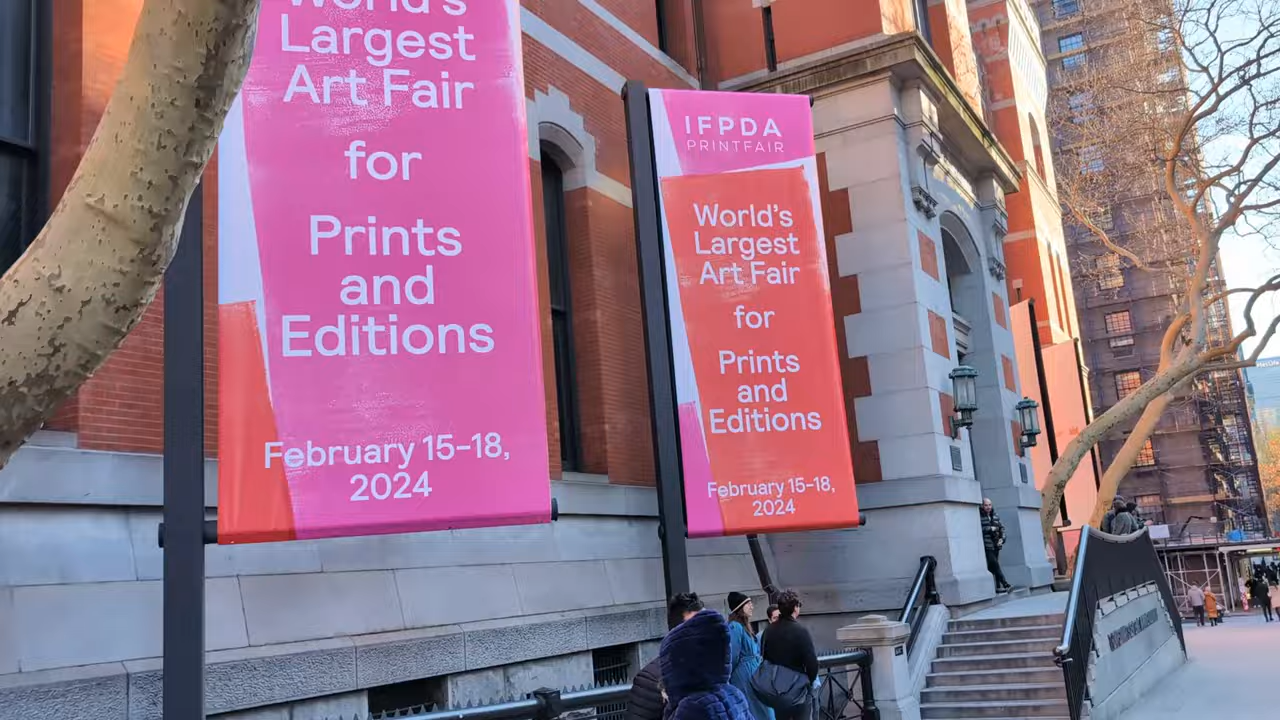 World's
Largest
Art Fair
for
Prints
and
Editions
February 15-18,
2024
IFPDA
PRINTFAIR
World's
Largest
Art Fair
for
Prints
and
Editions
February 15-18,
2024